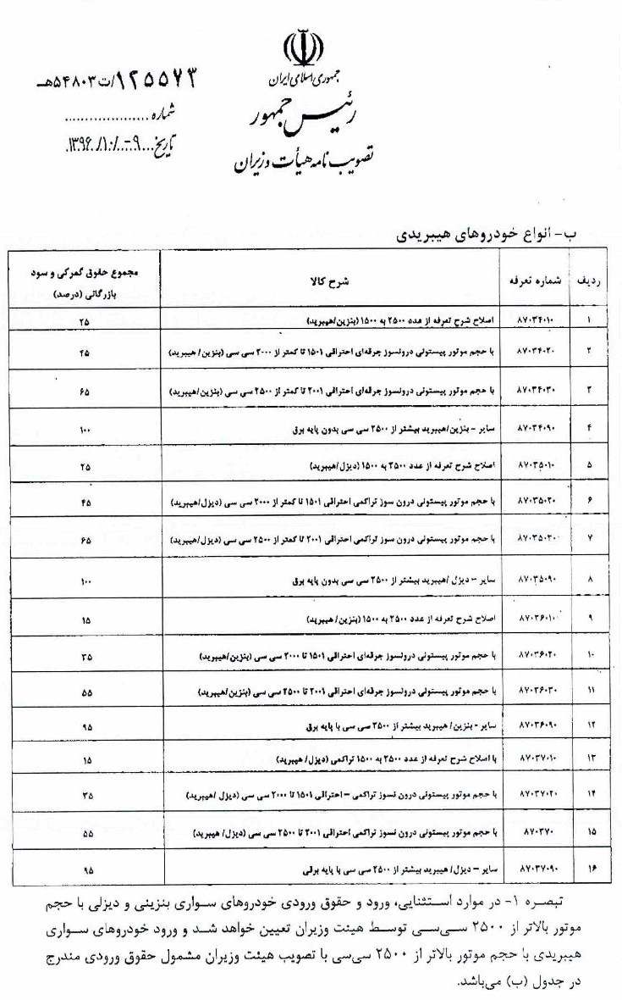 جمهوری اسلامی ایران
رئیس جمهور
تصویب نامه هیأت وزیران
۱۲۵۵۷۳/ت۵۴۸۰۳هـ
شماره ....................
تاریخ ...۱۳۹۶/۱۰/۰۹
ب- انواع خودروهای هیبریدی
ردیف شماره تعرفه شرح کالا مجموع حقوق گمرکی و سود بازرگانی (درصد)
۱ ۸۷۰۳۴۰۱۰ اصلاح شرح تعرفه از عدد ۲۵۰۰ به ۱۵۰۰ (بنزین/هیبرید) ۲۵
۲ ۸۷۰۳۴۰۲۰ با حجم موتور پیستونی درونسوز جرقه‌ای احتراقی ۱۵۰۱ تا کمتر از ۲۰۰۰ سی سی (بنزین/ هیبرید) ۴۵
۳ ۸۷۰۳۴۰۳۰ با حجم موتور پیستونی درونسوز جرقه‌ای احتراقی ۲۰۰۱ تا کمتر از ۲۵۰۰ سی سی (بنزین/هیبرید) ۶۵
۴ ۸۷۰۳۴۰۹۰ سایر - بنزین/هیبرید بیشتر از ۲۵۰۰ سی سی بدون پایه برق ۱۰۰
۵ ۸۷۰۳۵۰۱۰ اصلاح شرح تعرفه از عدد ۲۵۰۰ به ۱۵۰۰ (دیزل/هیبرید) ۲۵
۶ ۸۷۰۳۵۰۲۰ با حجم موتور پیستونی درون سوز تراکمی احتراقی ۱۵۰۱ تا کمتر از ۲۰۰۰ سی سی (دیزل/هیبرید) ۴۵
۷ ۸۷۰۳۵۰۳۰ با حجم موتور پیستونی درون سوز تراکمی احتراقی ۲۰۰۱ تا کمتر از ۲۵۰۰ سی سی (دیزل/هیبرید) ۶۵
۸ ۸۷۰۳۵۰۹۰ سایر - دیزل /هیبرید بیشتر از ۲۵۰۰ سی سی بدون پایه برق ۱۰۰
۹ ۸۷۰۳۶۰۱۰ اصلاح شرح تعرفه از عدد ۲۵۰۰ به ۱۵۰۰ (بنزین/ هیبرید) ۱۵
۱۰ ۸۷۰۳۶۰۲۰ با حجم موتور پیستونی درونسوز جرقه‌ای احتراقی ۱۵۰۱ تا ۲۰۰۰ سی سی (بنزین/هیبرید) ۳۵
۱۱ ۸۷۰۳۶۰۳۰ با حجم موتور پیستونی درونسوز جرقه‌ای احتراقی ۲۰۰۱ تا ۲۵۰۰ سی سی (بنزین/هیبرید) ۵۵
۱۲ ۸۷۰۳۶۰۹۰ سایر - بنزین/ هیبرید بیشتر از ۲۵۰۰ سی سی با پایه برق ۹۵
۱۳ ۸۷۰۳۷۰۱۰ با اصلاح شرح تعرفه از عدد ۲۵۰۰ به ۱۵۰۰ تراکمی (دیزل/ هیبرید) ۱۵
۱۴ ۸۷۰۳۷۰۲۰ با حجم موتور پیستونی درون نسوز تراکمی - احتراقی ۱۵۰۱ تا ۲۰۰۰ سی سی (دیزل /هیبرید) ۳۵
۱۵ ۸۷۰۳۷۰ با حجم موتور پیستونی درون نسوز تراکمی احتراقی ۲۰۰۱ تا ۲۵۰۰ سی سی (دیزل/ هیبرید) ۵۵
۱۶ ۸۷۰۳۷۰۹۰ سایر - دیزل/ هیبرید بیشتر از ۲۵۰۰ سی سی با پایه برقی ۹۵
تبصره ۱- در موارد استثنایی، ورود و حقوق ورودی خودروهای سواری بنزینی و دیزلی با حجم
موتور بالاتر از ۲۵۰۰ سی‌سی توسط هیئت وزیران تعیین خواهد شد و ورود خودروهای سواری
هیبریدی با حجم موتور بالاتر از ۲۵۰۰ سی‌سی با تصویب هیئت وزیران مشمول حقوق ورودی مندرج
در جدول (ب) می‌باشد.